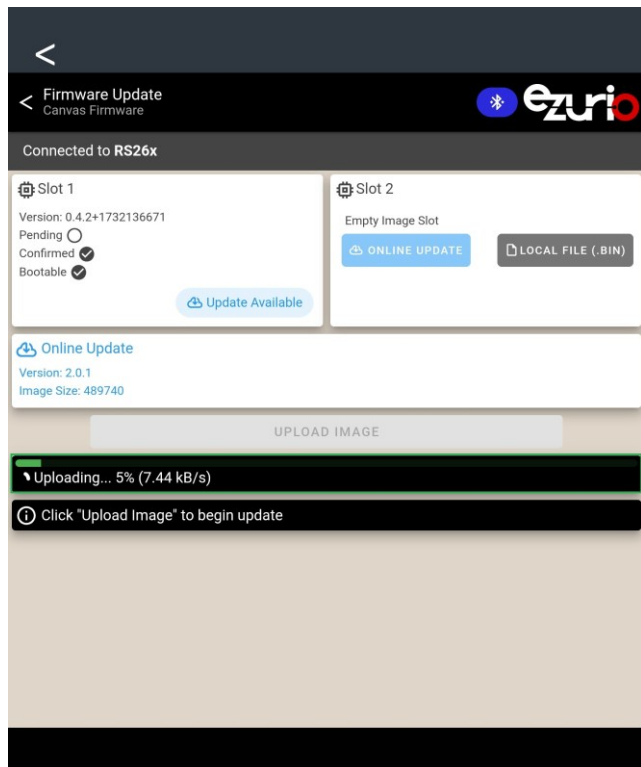 Firmware Update
Canvas Firmware
ezurio
Connected to RS26x
Slot 1
Version: 0.4.2+1732136671
Pending
Confirmed
Bootable
Update Available
Slot 2
Empty Image Slot
ONLINE UPDATE
LOCAL FILE (.BIN)
Online Update
Version: 2.0.1
Image Size: 489740
UPLOAD IMAGE
Uploading... 5% (7.44 kB/s)
Click "Upload Image" to begin update